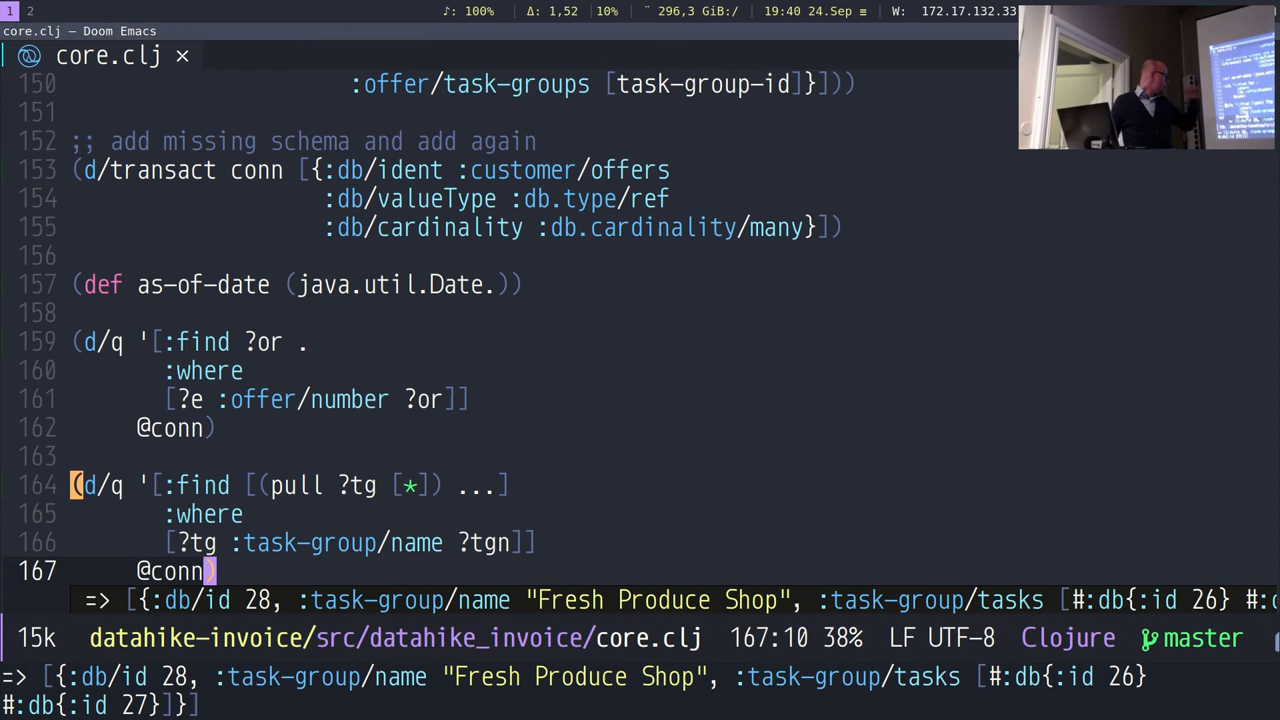 1 2 ♪: 100% Δ: 1,52 10% ¨ 296,3 GiB:/ 19:40 24.Sep ≡ W: 172.17.132.33
core.clj — Doom Emacs
core.clj ×
150 :offer/task-groups [task-group-id]}]))
151
152 ;; add missing schema and add again
153 (d/transact conn [{:db/ident :customer/offers
154 :db/valueType :db.type/ref
155 :db/cardinality :db.cardinality/many}])
156
157 (def as-of-date (java.util.Date.))
158
159 (d/q '[:find ?or .
160 :where
161 [?e :offer/number ?or]]
162 @conn)
163
164 (d/q '[:find [(pull ?tg [*]) ...]
165 :where
166 [?tg :task-group/name ?tgn]]
167 @conn)
=> [{:db/id 28, :task-group/name "Fresh Produce Shop", :task-group/tasks [#:db{:id 26} #:d
15k datahike-invoice/src/datahike_invoice/core.clj 167:10 38% LF UTF-8 Clojure master
=> [{:db/id 28, :task-group/name "Fresh Produce Shop", :task-group/tasks [#:db{:id 26}
#:db{:id 27}]}]